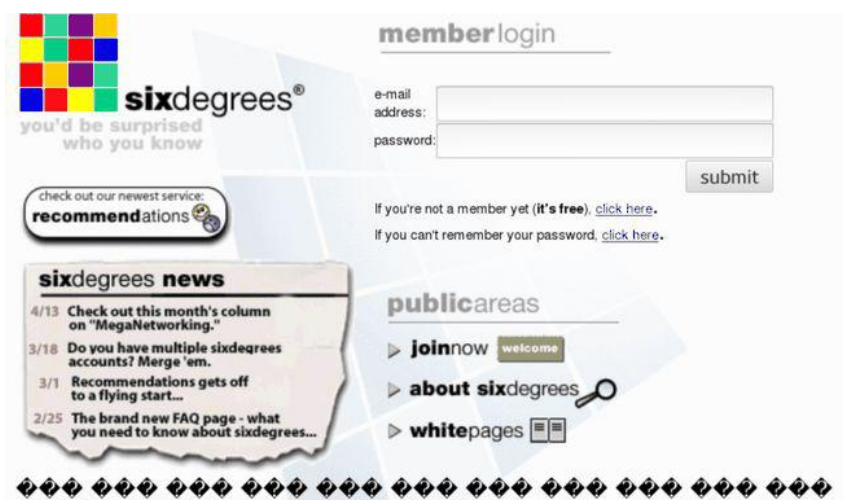 sixdegrees®
you'd be surprised
who you know
check out our newest service:
recommendations
sixdegrees news
4/13 Check out this month's column
on "MegaNetworking."
3/18 Do you have multiple sixdegrees
accounts? Merge 'em.
3/1 Recommendations gets off
to a flying start...
2/25 The brand new FAQ page - what
you need to know about sixdegrees...
memberlogin
e-mail
address:
password:
submit
If you're not a member yet (it's free), click here.
If you can't remember your password, click here.
publicareas
joinnow welcome
about sixdegrees
whitepages
��� ��� ��� ��� ��� ��� ��� ��� ��� ��� ���